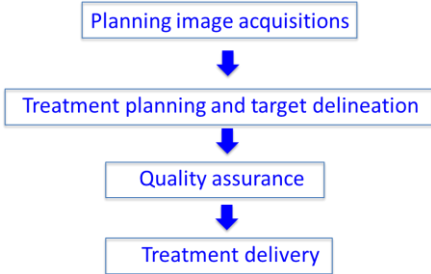 Planning image acquisitions
Treatment planning and target delineation
Quality assurance
Treatment delivery